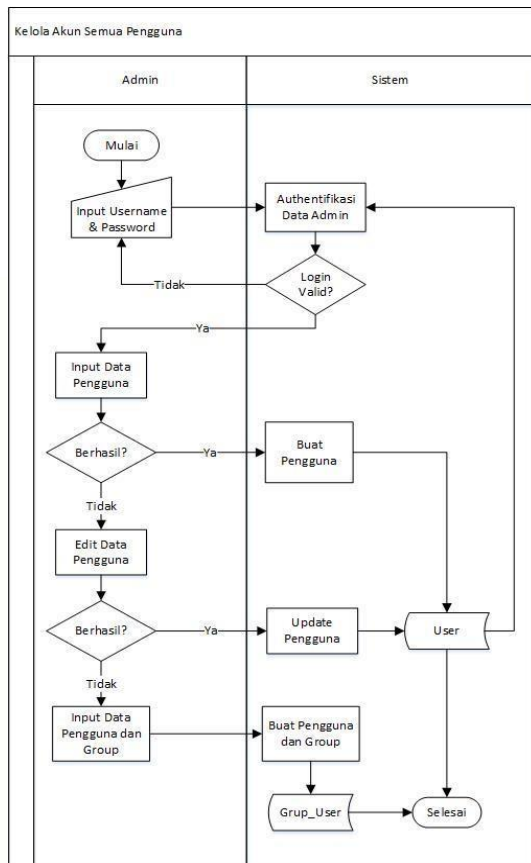 Kelola Akun Semua Pengguna
Admin
Sistem
Mulai
Input Username
& Password
Authentifikasi
Data Admin
Login
Valid?
Tidak
Ya
Input Data
Pengguna
Berhasil?
Ya
Buat
Pengguna
Tidak
Edit Data
Pengguna
Berhasil?
Ya
Update
Pengguna
User
Tidak
Input Data
Pengguna dan
Group
Buat Pengguna
dan Group
Grup_User
Selesai